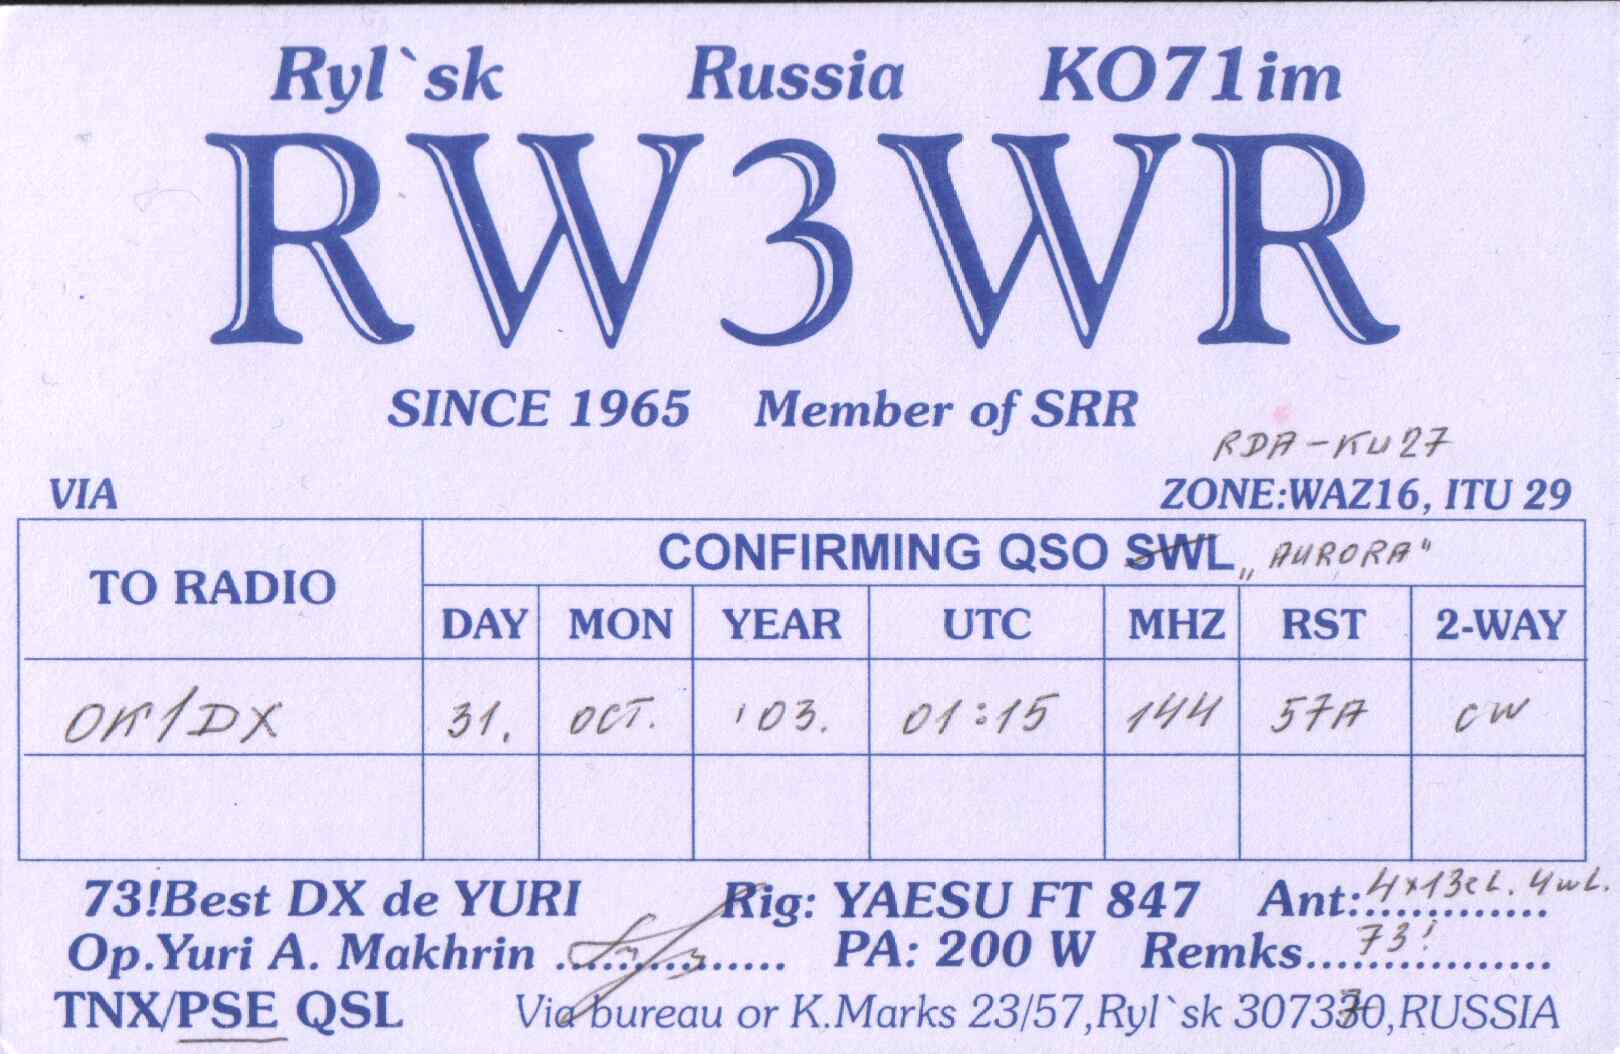 Ryl`sk Russia KO71im
RW3WR
SINCE 1965 Member of SRR
RDA-KU27
VIA ZONE:WAZ16, ITU 29
TO RADIO CONFIRMING QSO SWL „AURORA"
DAY MON YEAR UTC MHZ RST 2-WAY
OK1DX 31. OCT. '03. 01:15 144 57A CW
73!Best DX de YURI Rig: YAESU FT 847 Ant:4x13el. 4wl.
Op.Yuri A. Makhrin ............... PA: 200 W Remks...73!...............
TNX/PSE QSL Via bureau or K.Marks 23/57,Ryl`sk 307370,RUSSIA